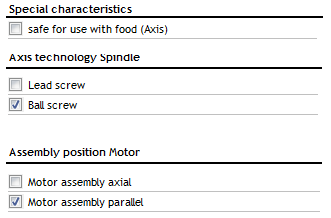 Special characteristics
safe for use with food (Axis)
Axis technology Spindle
Lead screw
Ball screw
Assembly position Motor
Motor assembly axial
Motor assembly parallel